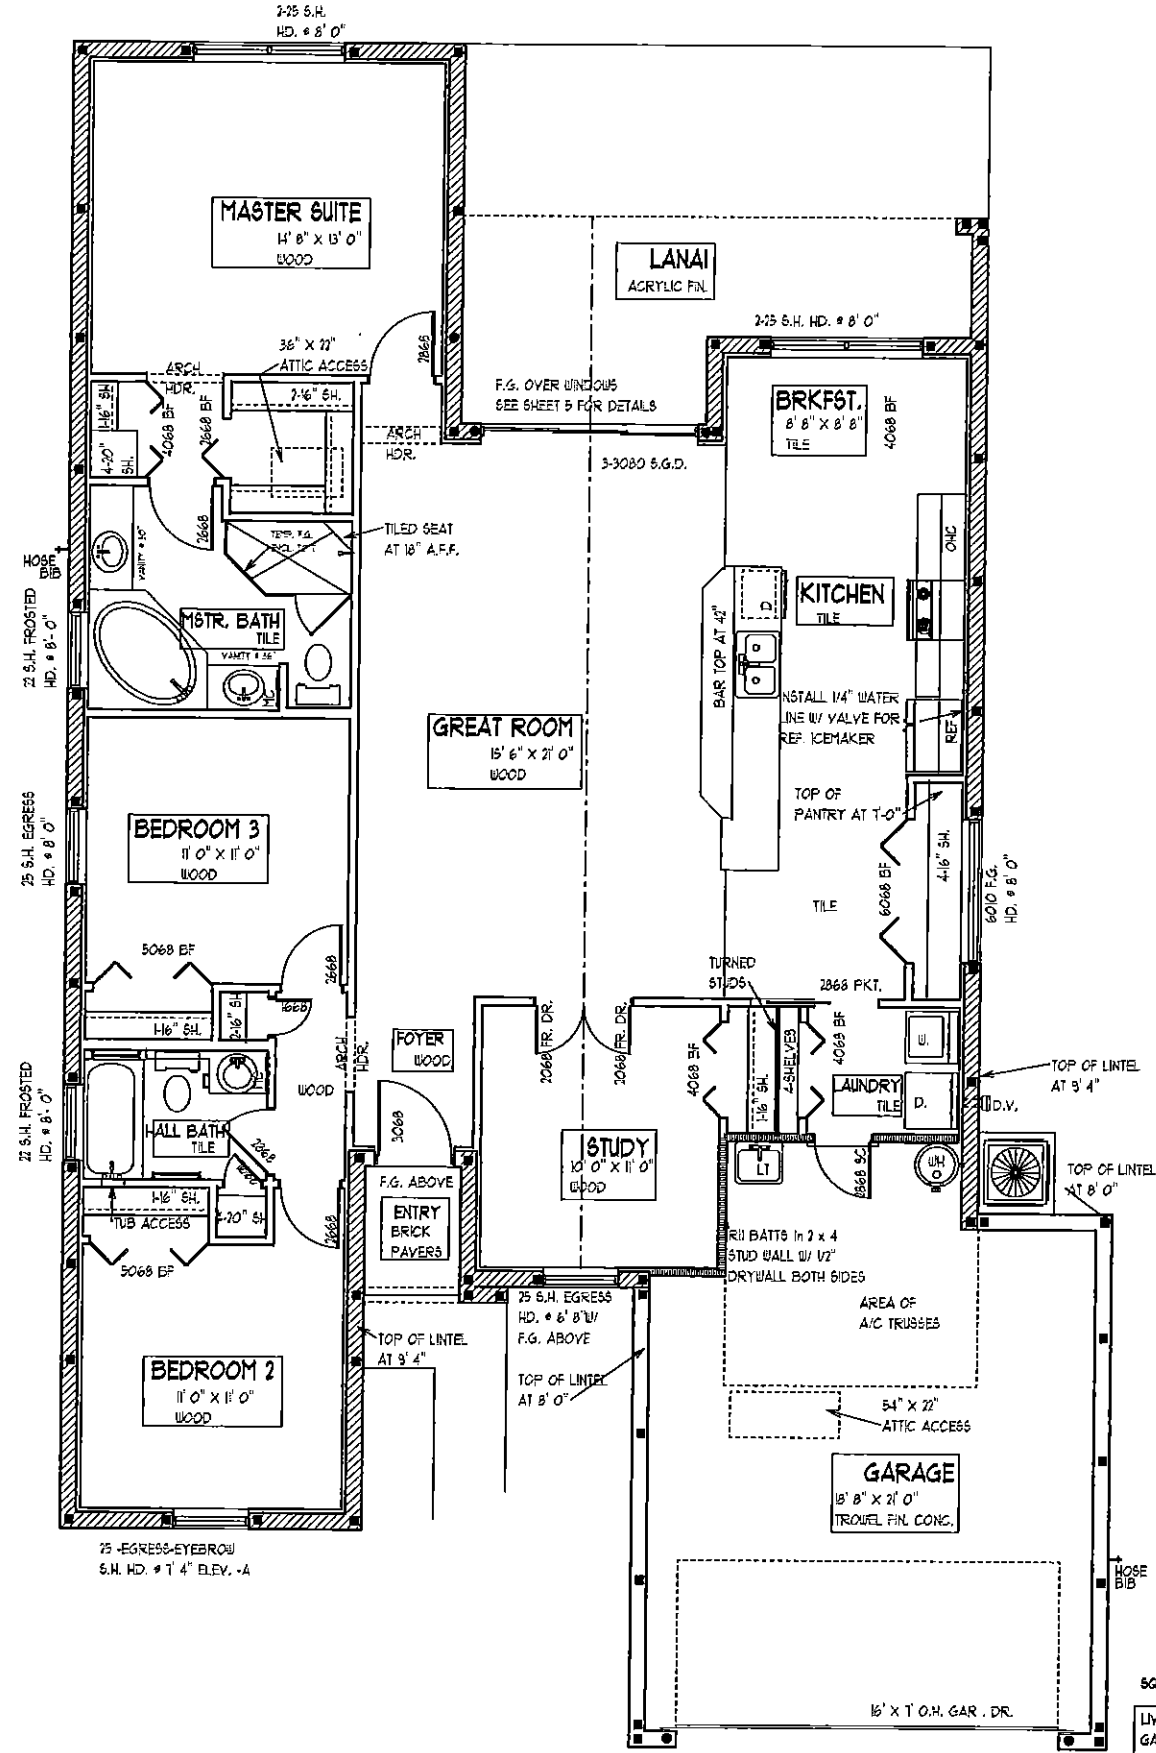 2-25 S.H.
HD. @ 8' 0"
MASTER SUITE
14' 8" X 13' 0"
WOOD
LANAI
ACRYLIC FIN.
2-25 S.H. HD. @ 8' 0"
36" X 22"
ATTIC ACCESS
2868
ARCH
HDR.
1-16" SH.
4068 BF
2668 BF
2-16" SH.
4-20"
SH.
F.G. OVER WINDOWS
SEE SHEET 5 FOR DETAILS
BRKFST.
8' 8" X 8' 8"
TILE
4068 BF
ARCH
HDR.
3-3080 S.G.D.
2668
TILED SEAT
AT 18" A.F.F.
HOSE
BIB
OHC
22 S.H. FROSTED
HD. @ 8'- 0"
MSTR. BATH
TILE
VANITY @ 36"
MC
KITCHEN
TILE
D
BAR TOP AT 42"
INSTALL 1/4" WATER
LINE W/ VALVE FOR
REF. ICEMAKER
REF.
GREAT ROOM
15' 6" X 21' 0"
WOOD
TOP OF
PANTRY AT 7'-0"
4-16" SH.
25 S.H. EGRESS
HD. @ 8' 0"
BEDROOM 3
11' 0" X 11' 0"
WOOD
6068 BF
6010 F.G.
HD. @ 8' 0"
TILE
5068 BF
2668
TURNED
STUDS
2868 PKT.
1-16" SH.
2-16" SH.
1668
FOYER
WOOD
ARCH
HDR.
2068 FR. DR.
2068 FR. DR.
4068 BF
1-16" SH.
4-SHELVES
4068 BF
W.
TOP OF LINTEL
AT 9' 4"
LAUNDRY
TILE
D.
D.V.
22 S.H. FROSTED
HD. @ 8'- 0"
MC
WOOD
HALL BATH
TILE
2868
3068
STUDY
10' 0" X 11' 0"
WOOD
LT
2868 SC
WH
TOP OF LINTEL
AT 8' 0"
1-16" SH.
TUB ACCESS
4-20" SH
2668
F.G. ABOVE
ENTRY
BRICK
PAVERS
5068 BF
R11 BATTS in 2 x 4
STUD WALL W/ 1/2"
DRYWALL BOTH SIDES
25 S.H. EGRESS
HD. @ 6' 8" W/
F.G. ABOVE
AREA OF
A/C TRUSSES
TOP OF LINTEL
AT 9' 4"
TOP OF LINTEL
AT 8' 0"
BEDROOM 2
11' 0" X 11' 0"
WOOD
54" X 22"
ATTIC ACCESS
GARAGE
18' 8" X 21' 0"
TROWEL FIN. CONC.
25 -EGRESS-EYEBROW
S.H. HD. @ 7' 4" ELEV. -A
HOSE
BIB
16' X 7' O.H. GAR . DR.